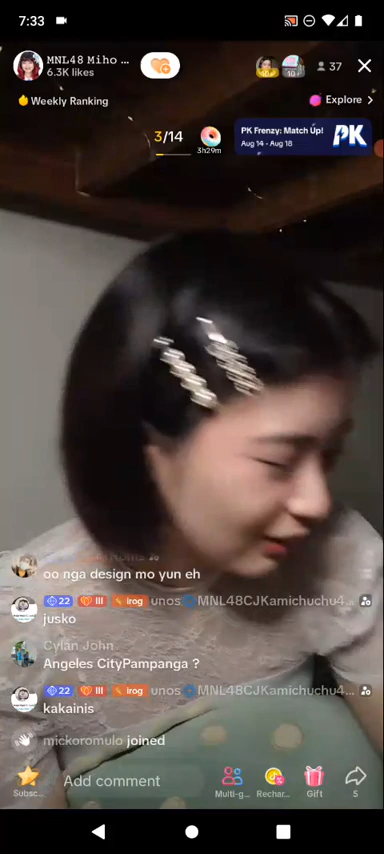 7:33
MNL48 Miho ...
6.3K likes
10
37
Weekly Ranking
Explore >
3/14
3h29m
PK Frenzy: Match Up!
Aug 14 - Aug 18
PK
oo nga design mo yun eh
22 III irog unos MNL48CJKamichuchu4...
jusko
Cylan John
Angeles CityPampanga ?
22 III irog unos MNL48CJKamichuchu4...
kakainis
mickoromulo joined
Subsc...
Add comment
Multi-g...
Rechar...
Gift
5